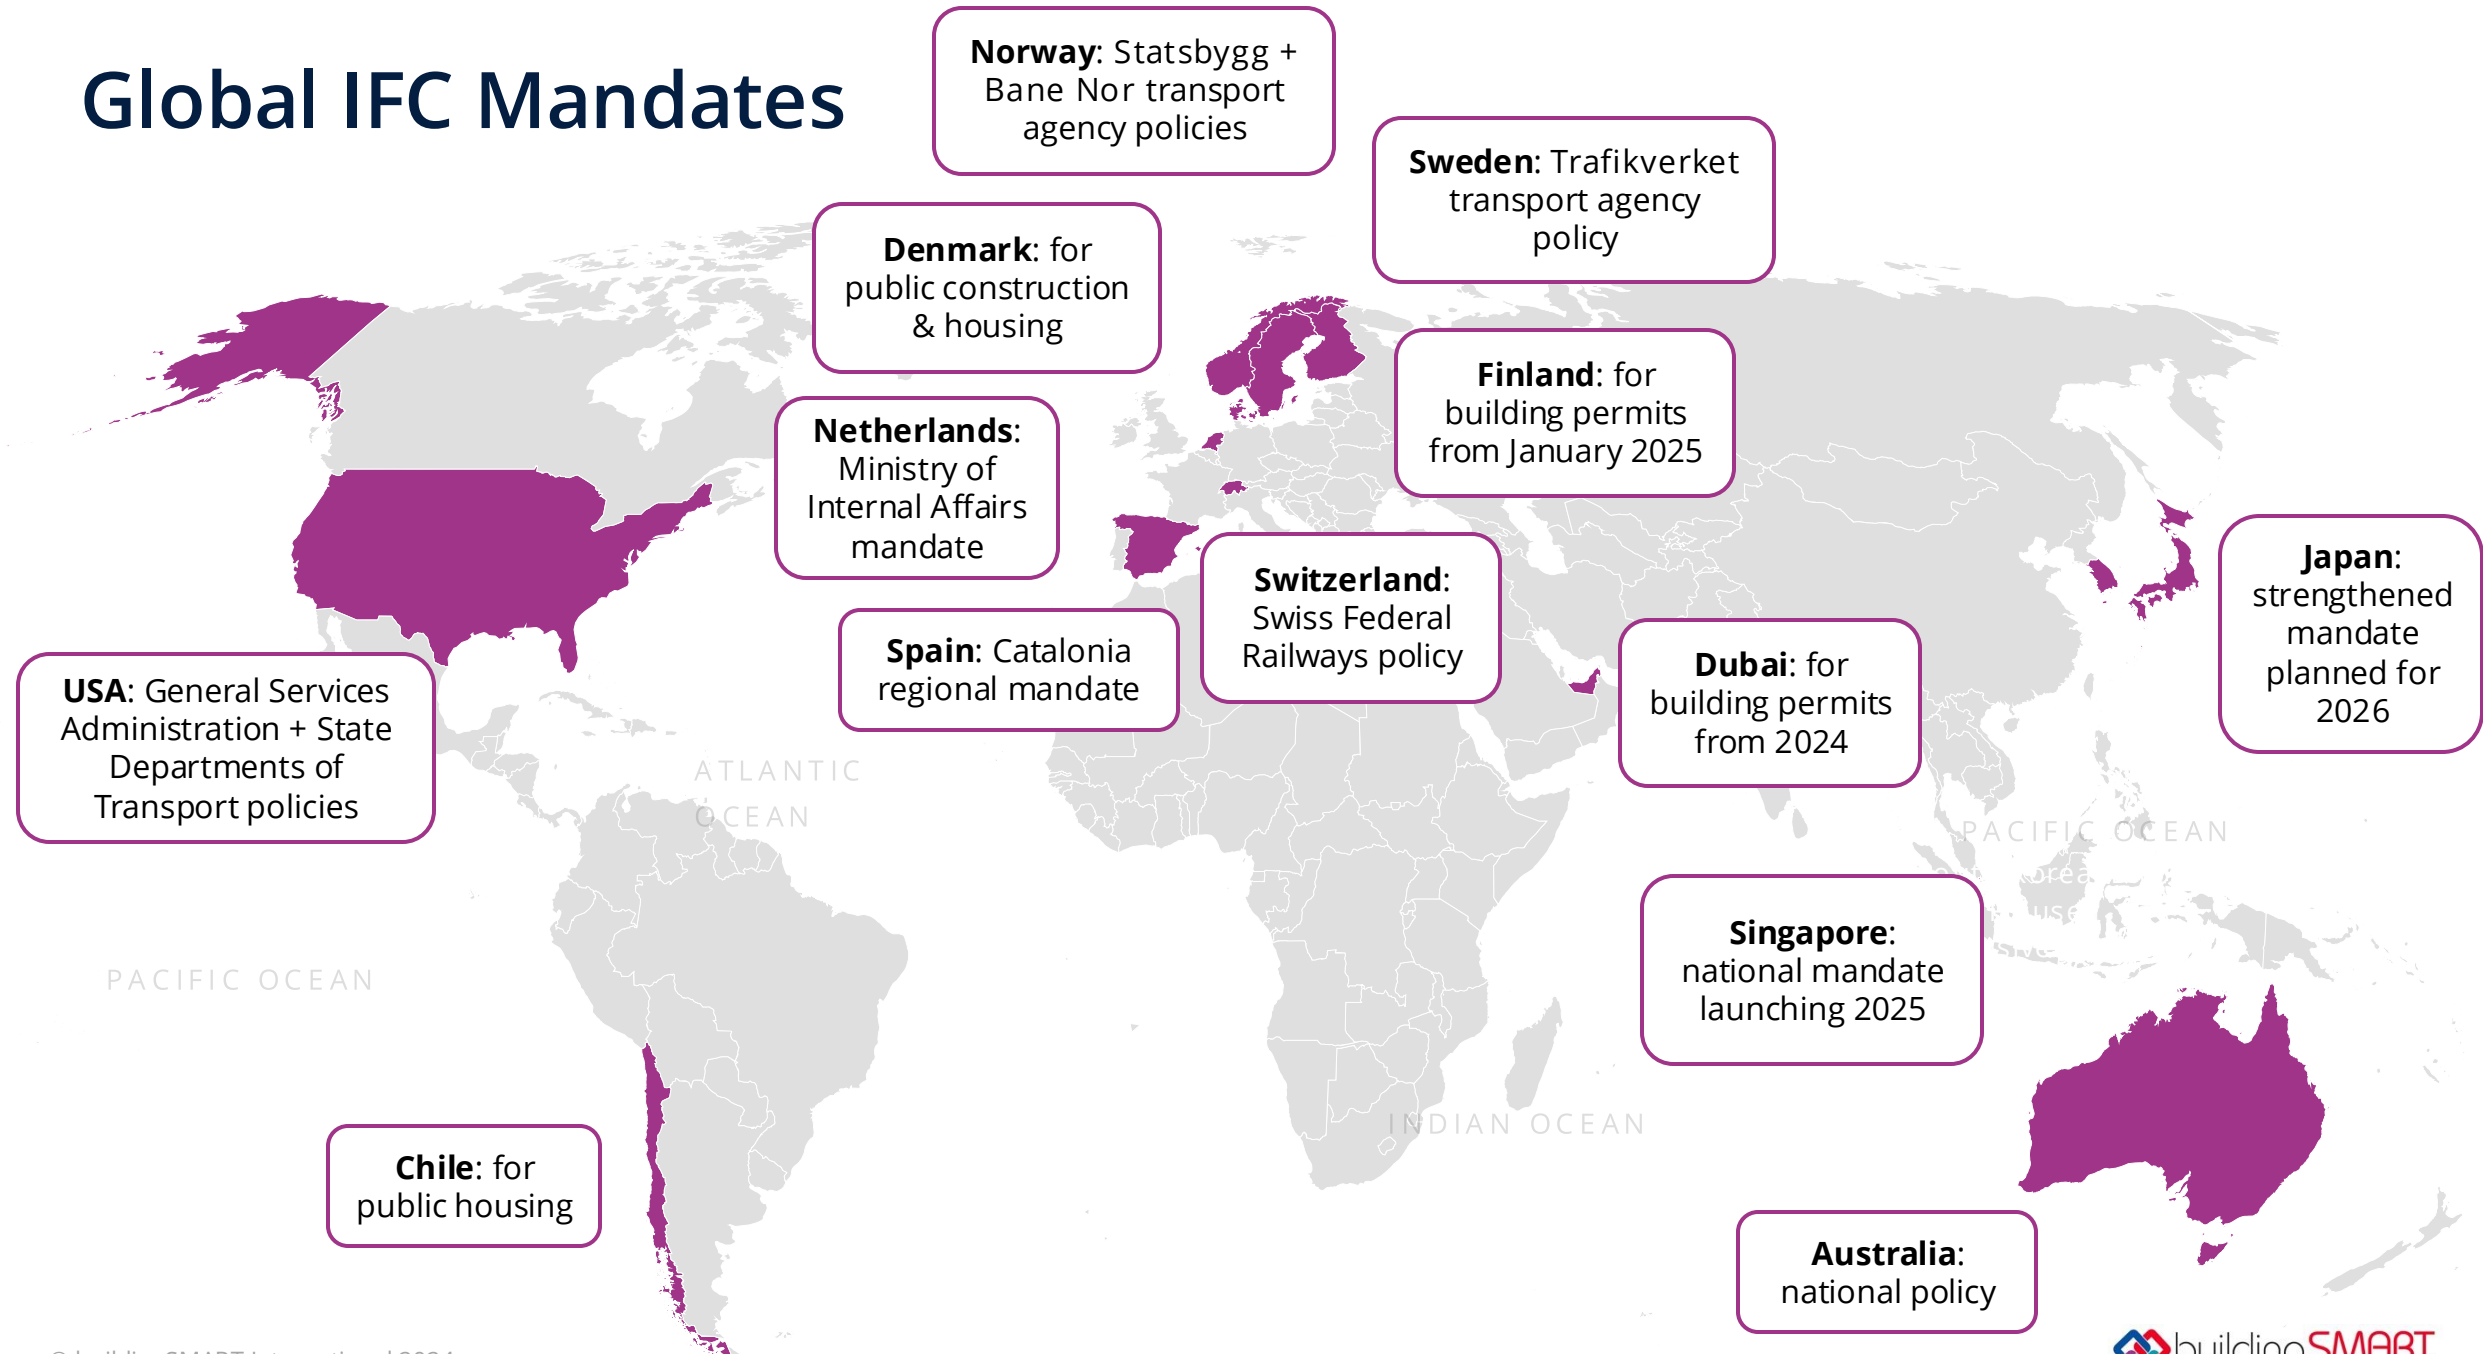 Global IFC Mandates
Norway: Statsbygg +
Bane Nor transport
agency policies
Sweden: Trafikverket
transport agency
policy
Denmark: for
public construction
& housing
Finland: for
building permits
from January 2025
Netherlands:
Ministry of
Internal Affairs
mandate
Switzerland:
Swiss Federal
Railways policy
Japan:
strengthened
mandate
planned for
2026
Spain: Catalonia
regional mandate
Dubai: for
building permits
from 2024
USA: General Services
Administration + State
Departments of
Transport policies
ATLANTIC
OCEAN
PACIFIC OCEAN
Singapore:
national mandate
launching 2025
PACIFIC OCEAN
INDIAN OCEAN
Chile: for
public housing
Australia:
national policy
buildingSMART